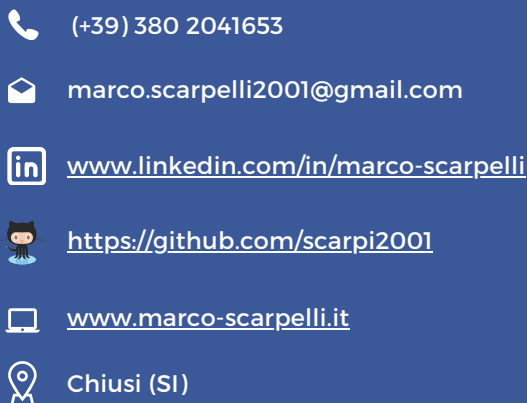 (+39) 380 2041653
marco.scarpelli2001@gmail.com
in www.linkedin.com/in/marco-scarpelli
https://github.com/scarpi2001
www.marco-scarpelli.it
Chiusi (SI)